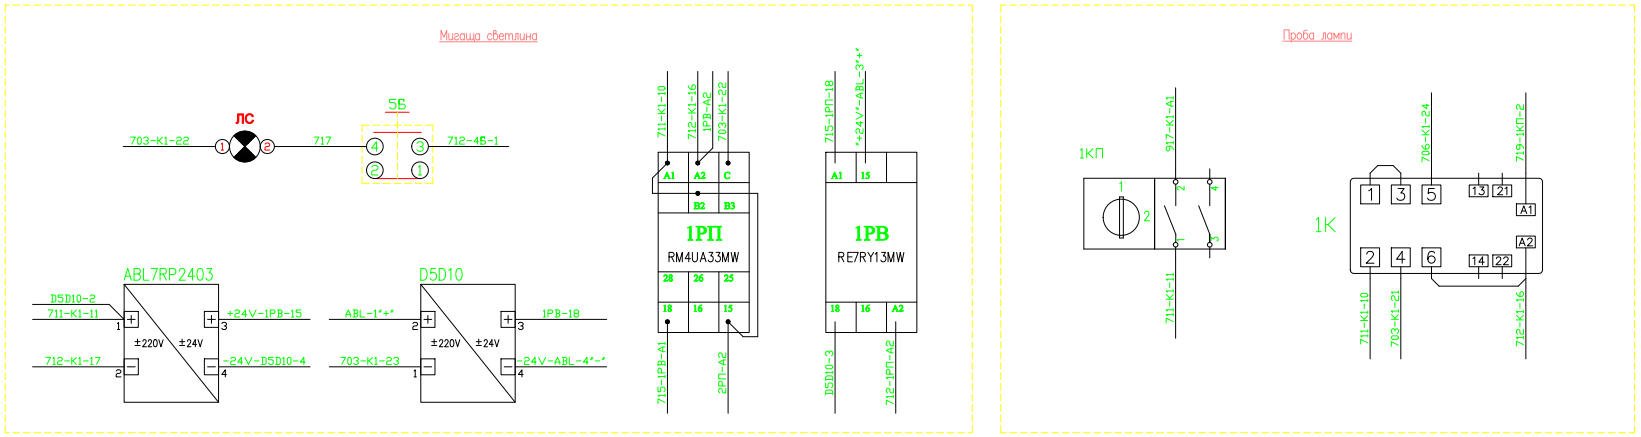 Мигаща светлина
5Б
ЛС
703-К1-22
1
2
717
4
3
712-4В-1
2
1
ABL7RP2403
D5D10-2
711-К1-11
1
+
+
3
+24V-1РВ-15
±220V
±24V
712-К1-17
2
−
−
4
-24V-D5D10-4
D5D10
ABL-1"+"
2
+
+
3
1РВ-18
±220V
±24V
703-К1-23
1
−
−
4
-24V-ABL-4"-"
711-К1-10
712-К1-16
1РВ-А2
703-К1-22
A1
A2
C
B2
B3
1РП
RM4UA33MW
28
26
25
18
16
15
715-1РВ-А1
2РП-А2
715-1РП-18
"+24V"-ABL-3"+"
A1
15
1РВ
RE7RY13MW
18
16
A2
D5D10-3
712-1РП-А2
Проба лампи
917-К1-А1
1КП
1
2
2
4
1
3
711-К1-11
706-К1-24
719-1КП-2
1К
1
3
5
13
21
A1
A2
2
4
6
14
22
711-К1-10
703-К1-21
712-К1-16